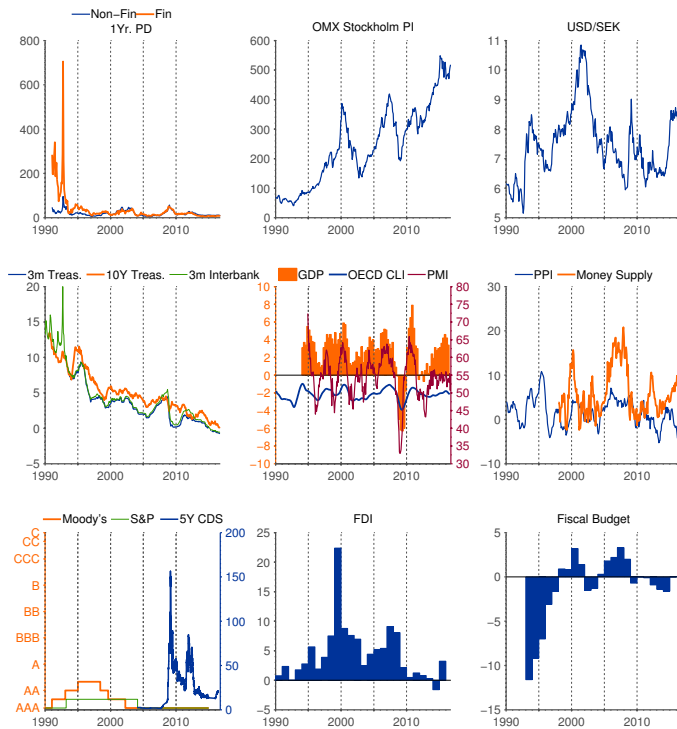 Non-Fin Fin
1Yr. PD
800
600
400
200
0
1990 2000 2010
OMX Stockholm PI
600
500
400
300
200
100
0
1990 2000 2010
USD/SEK
11
10
9
8
7
6
5
1990 2000 2010
3m Treas. 10Y Treas. 3m Interbank
20
15
10
5
0
−5
1990 2000 2010
GDP OECD CLI PMI
10 80
8 75
6 70
4 65
2 60
0 55
−2 50
−4 45
−6 40
−8 35
−10 30
1990 2000 2010
PPI Money Supply
30
20
10
0
−10
1990 2000 2010
Moody's S&P 5Y CDS
C
CC
CCC
B
BB
BBB
A
AA
AAA
200
150
100
50
0
1990 2000 2010
FDI
25
20
15
10
5
0
−5
1990 2000 2010
Fiscal Budget
5
0
−5
−10
−15
1990 2000 2010